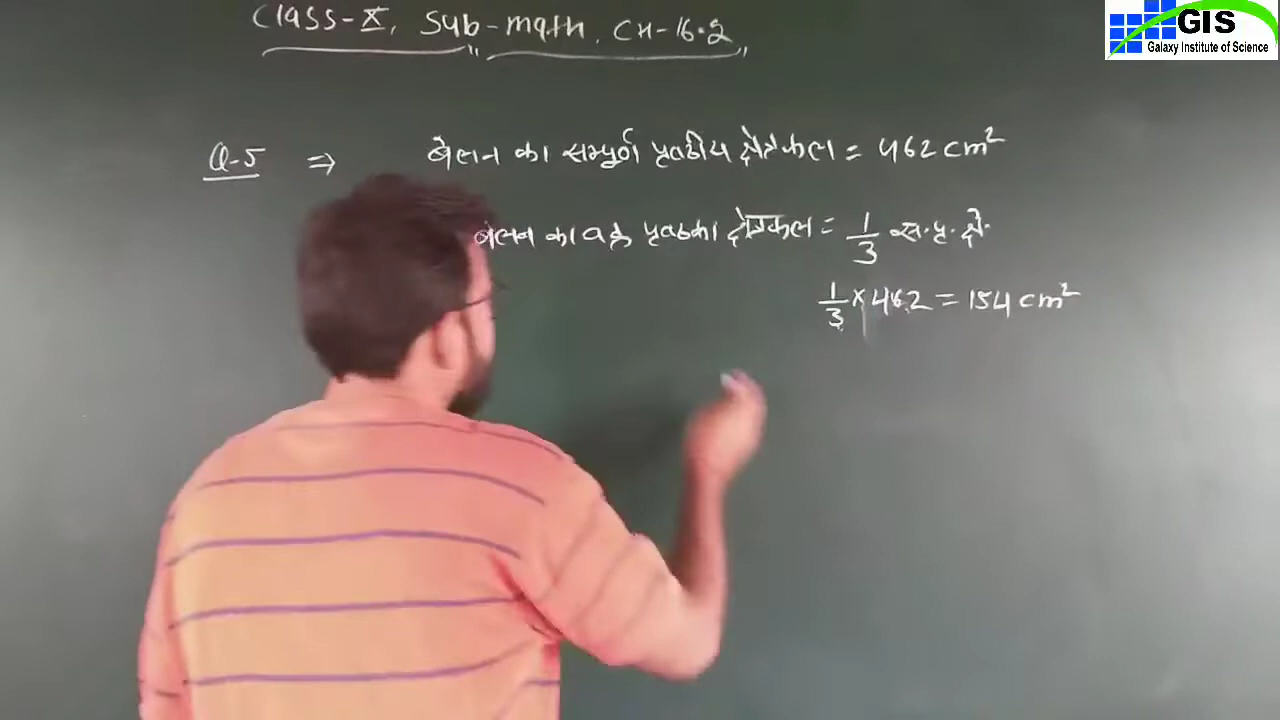 Class-X, Sub-math, CH-16.2
GIS
Galaxy Institute of Science
Q-5 ⇒ बेलन का सम्पूर्ण पृष्ठीय क्षेत्रफल = 462 cm²
बेलन का वक्र पृष्ठ का क्षेत्रफल = 1/3 स.पृ.क्षे.
1/3 × 462 = 154 cm²